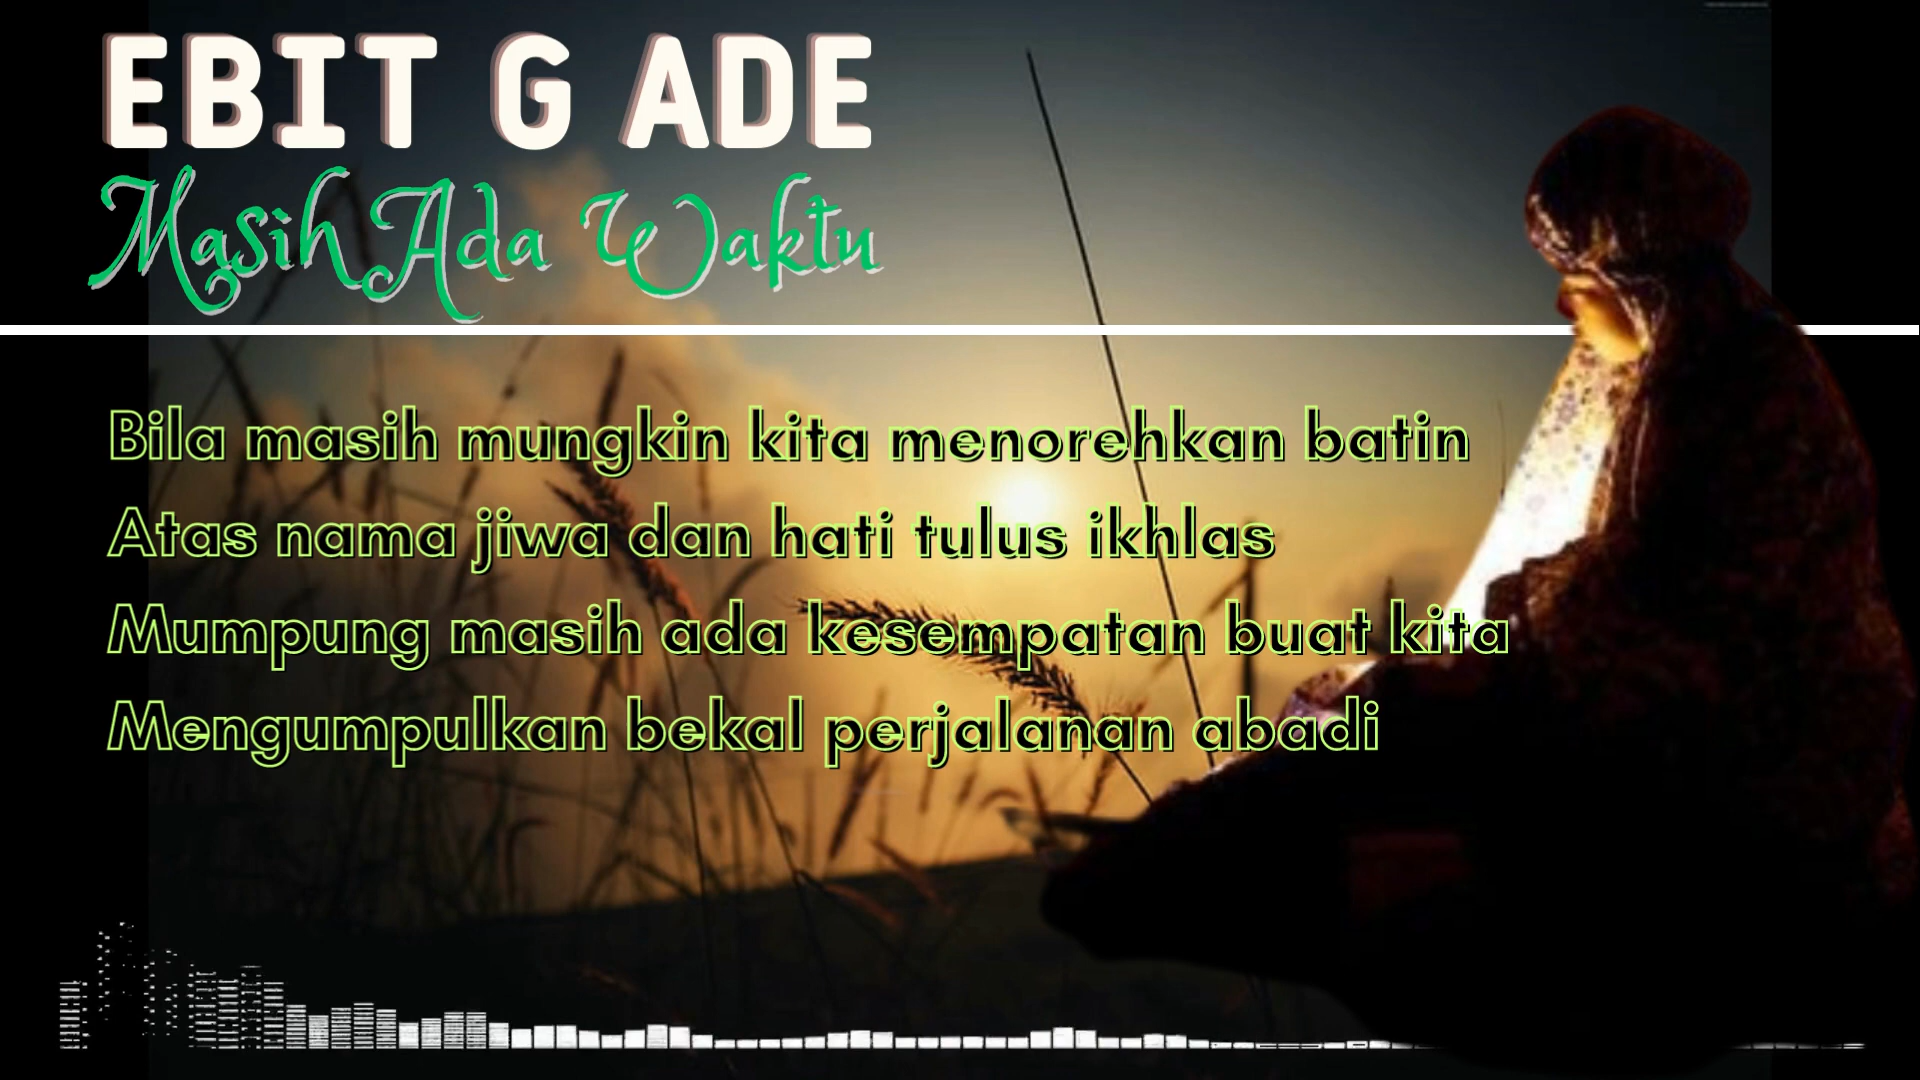 EBIT G ADE
Masih Ada Waktu
Bila masih mungkin kita menorehkan batin
Atas nama jiwa dan hati tulus ikhlas
Mumpung masih ada kesempatan buat kita
Mengumpulkan bekal perjalanan abadi